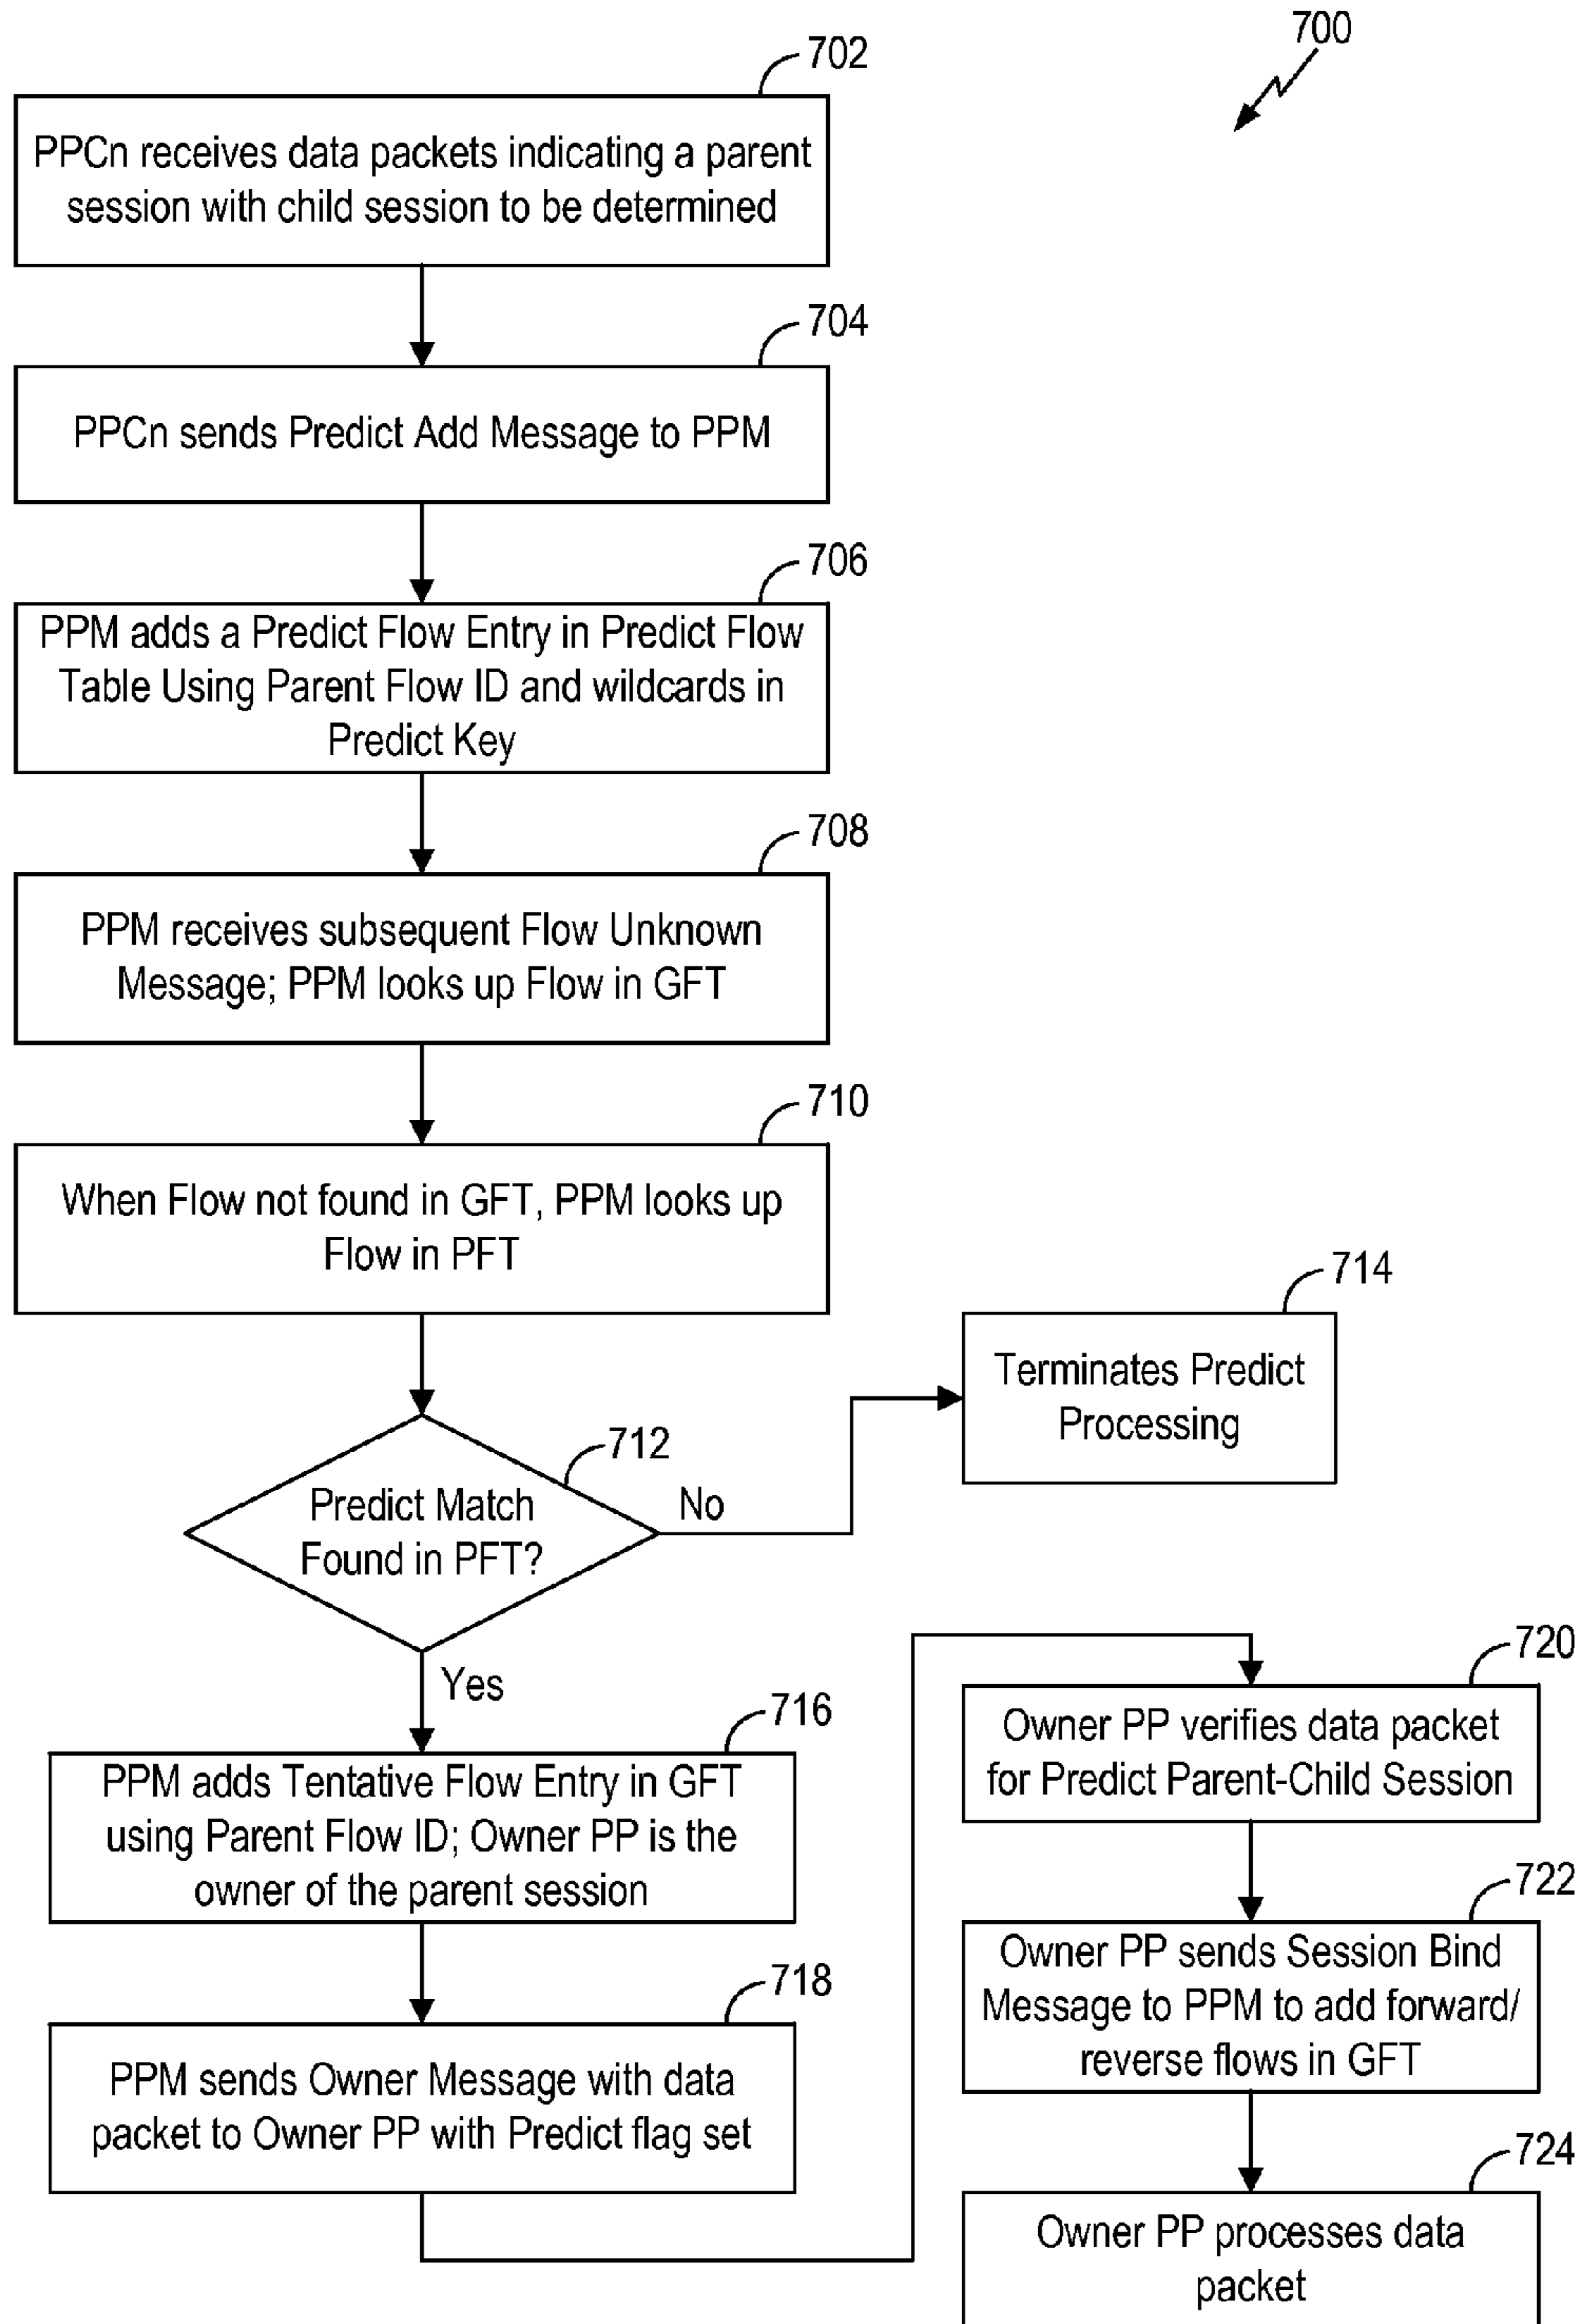 700
702
PPCn receives data packets indicating a parent
session with child session to be determined
704
PPCn sends Predict Add Message to PPM
706
PPM adds a Predict Flow Entry in Predict Flow
Table Using Parent Flow ID and wildcards in
Predict Key
708
PPM receives subsequent Flow Unknown
Message; PPM looks up Flow in GFT
710
When Flow not found in GFT, PPM looks up
Flow in PFT
712
Predict Match
Found in PFT?
No
714
Terminates Predict
Processing
Yes
716
PPM adds Tentative Flow Entry in GFT
using Parent Flow ID; Owner PP is the
owner of the parent session
718
PPM sends Owner Message with data
packet to Owner PP with Predict flag set
720
Owner PP verifies data packet
for Predict Parent-Child Session
722
Owner PP sends Session Bind
Message to PPM to add forward/
reverse flows in GFT
724
Owner PP processes data
packet